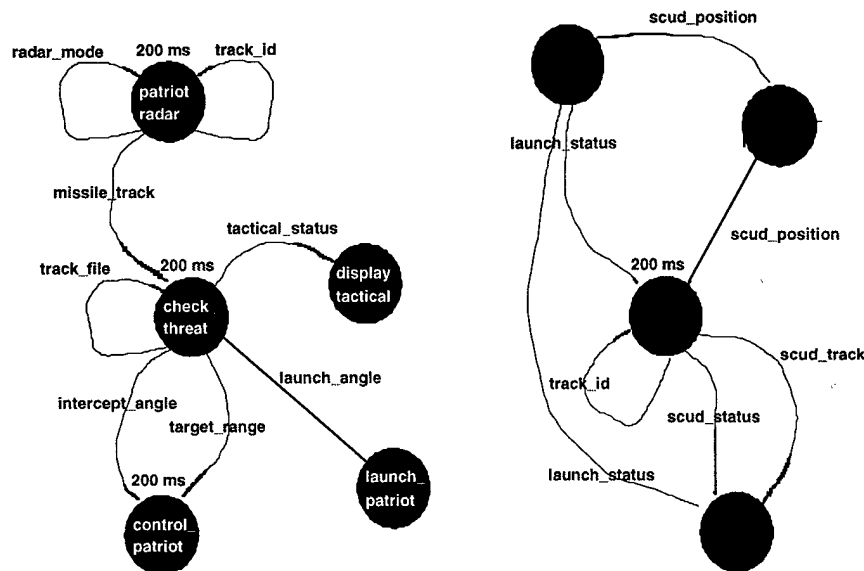 200 ms
radar_mode
track_id
patriot
radar
missile_track
tactical_status
200 ms
track_file
check_
threat
display
tactical
launch_angle
intercept_angle
target_range
200 ms
launch_
patriot
control_
patriot
scud_position
launch_status
scud_position
200 ms
scud_track
track_id
scud_status
launch_status